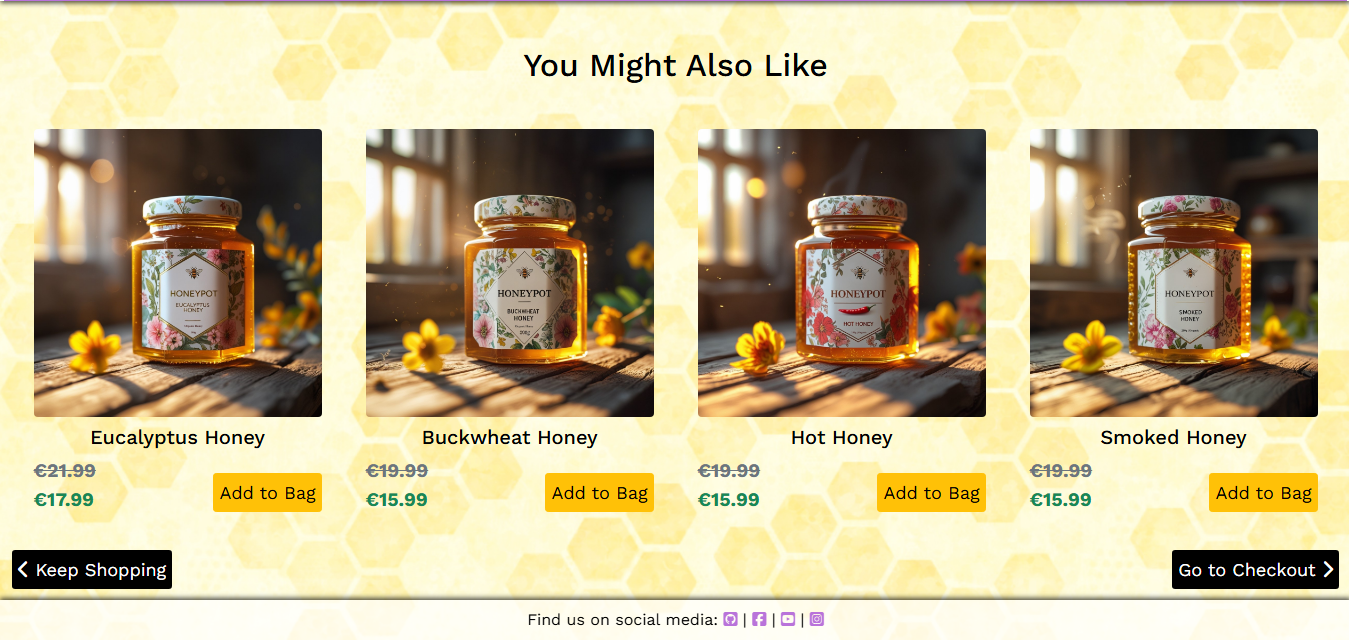 You Might Also Like
HONEYPOT
EUCALYPTUS
HONEY
HONEYPOT
BUCKWHEAT
HONEY
HONEYPOT
HOT HONEY
HONEYPOT
SMOKED
HONEY
Eucalyptus Honey
Buckwheat Honey
Hot Honey
Smoked Honey
€21.99
€17.99
Add to Bag
€19.99
€15.99
Add to Bag
€19.99
€15.99
Add to Bag
€19.99
€15.99
Add to Bag
Keep Shopping
Go to Checkout
Find us on social media: | | |